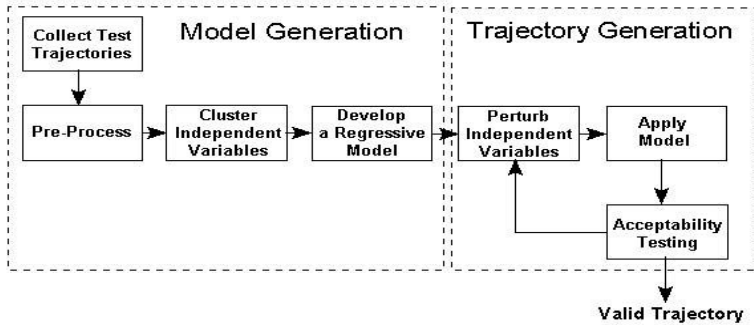 Model Generation
Collect Test
Trajectories
Pre-Process
Cluster
Independent
Variables
Develop
a Regressive
Model
Trajectory Generation
Perturb
Independent
Variables
Apply
Model
Acceptability
Testing
Valid Trajectory